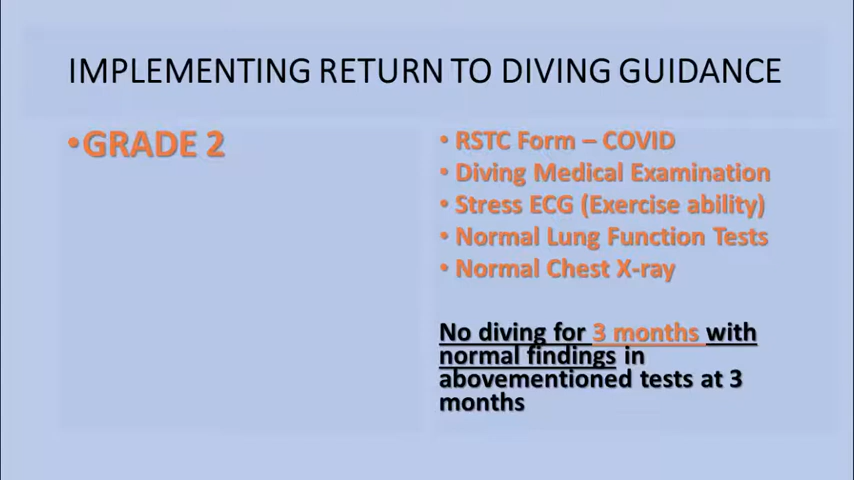 IMPLEMENTING RETURN TO DIVING GUIDANCE
•GRADE 2
• RSTC Form – COVID
• Diving Medical Examination
• Stress ECG (Exercise ability)
• Normal Lung Function Tests
• Normal Chest X-ray
No diving for 3 months with
normal findings in
abovementioned tests at 3
months